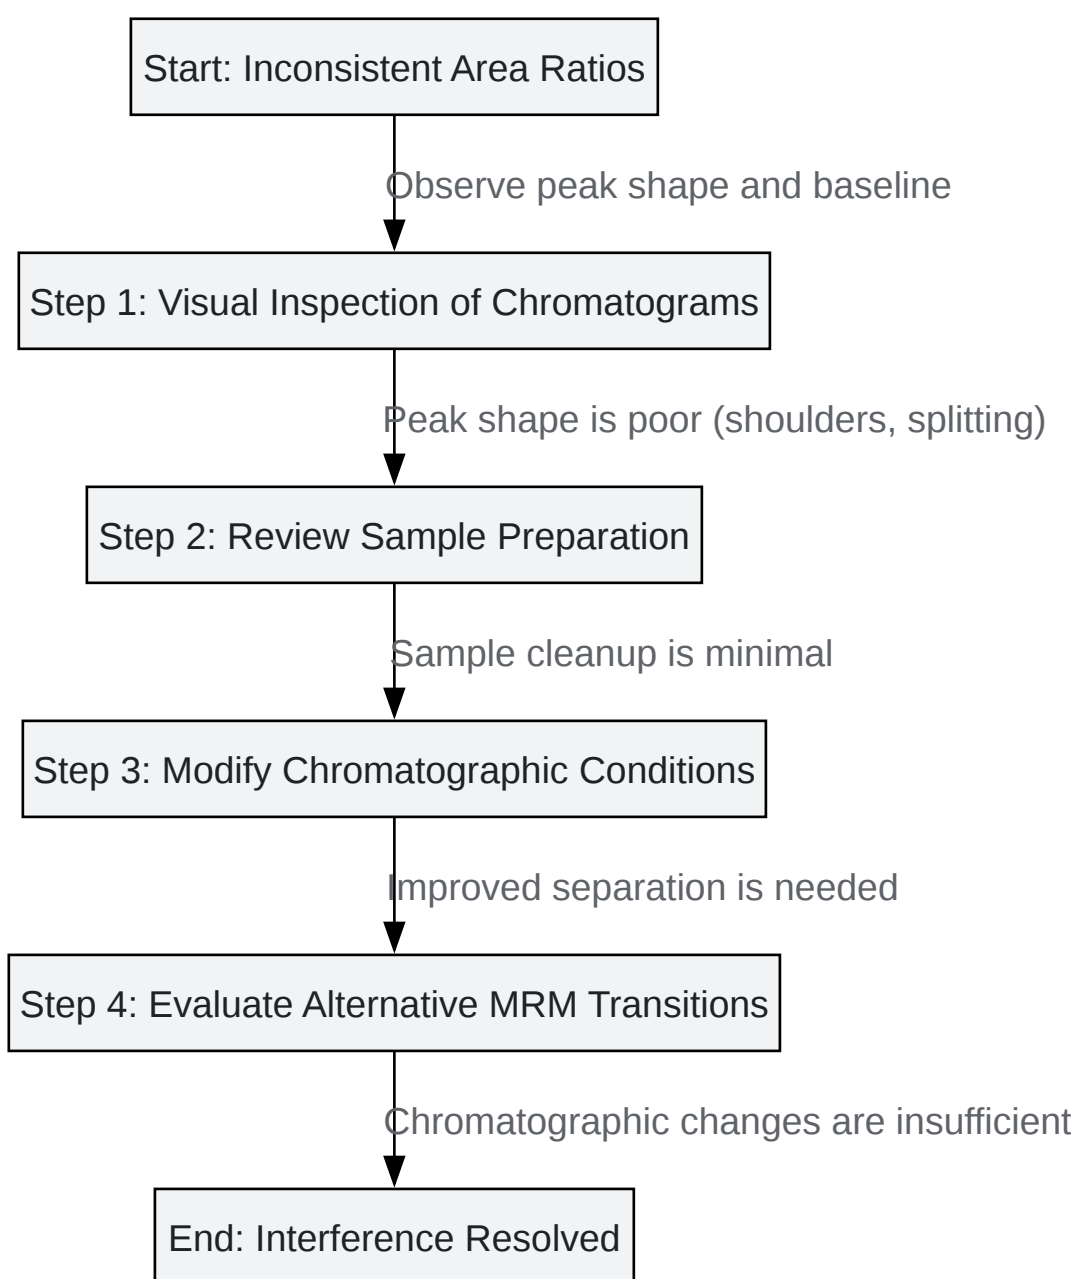 Start: Inconsistent Area Ratios
Observe peak shape and baseline
Step 1: Visual Inspection of Chromatograms
Peak shape is poor (shoulders, splitting)
Step 2: Review Sample Preparation
Sample cleanup is minimal
Step 3: Modify Chromatographic Conditions
Improved separation is needed
Step 4: Evaluate Alternative MRM Transitions
Chromatographic changes are insufficient
End: Interference Resolved